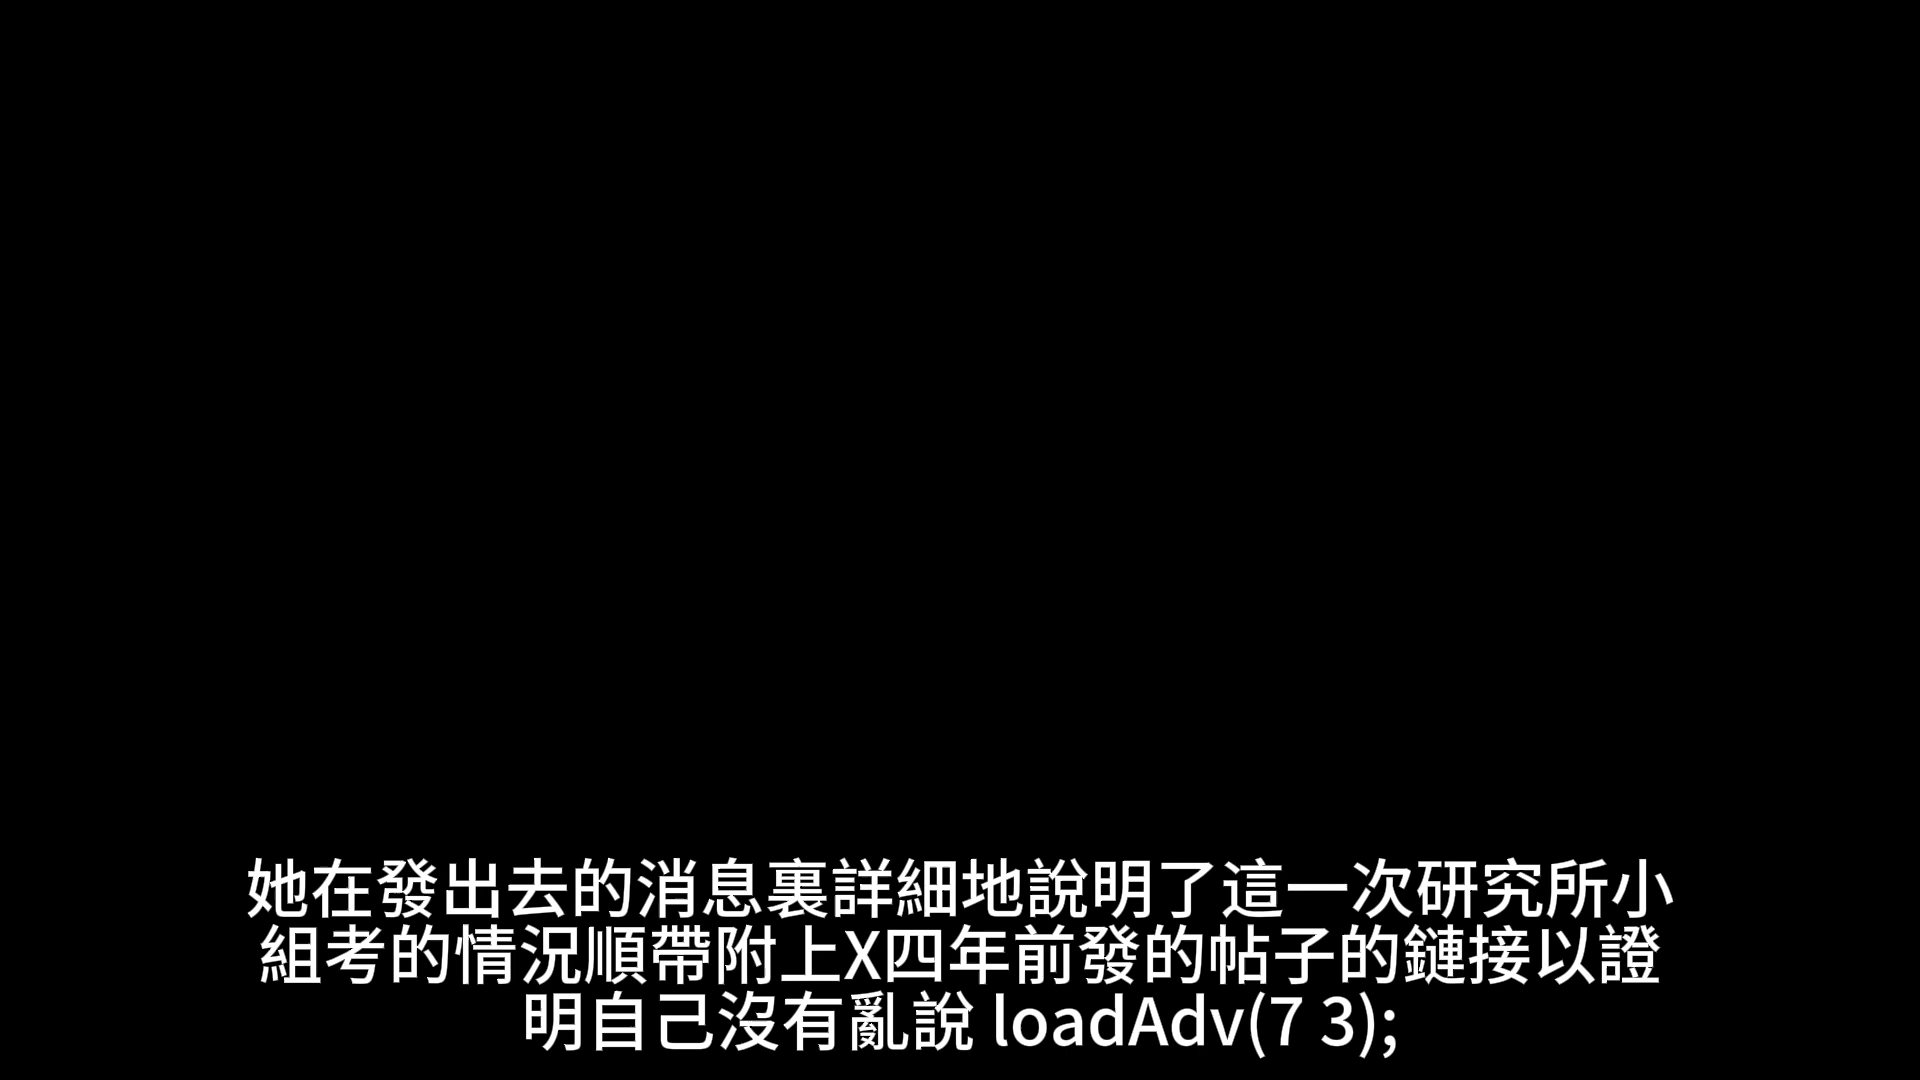 她在發出去的消息裏詳細地說明了這一次研究所小
組考的情況順帶附上X四年前發的帖子的鏈接以證
明自己沒有亂說 loadAdv(7 3);